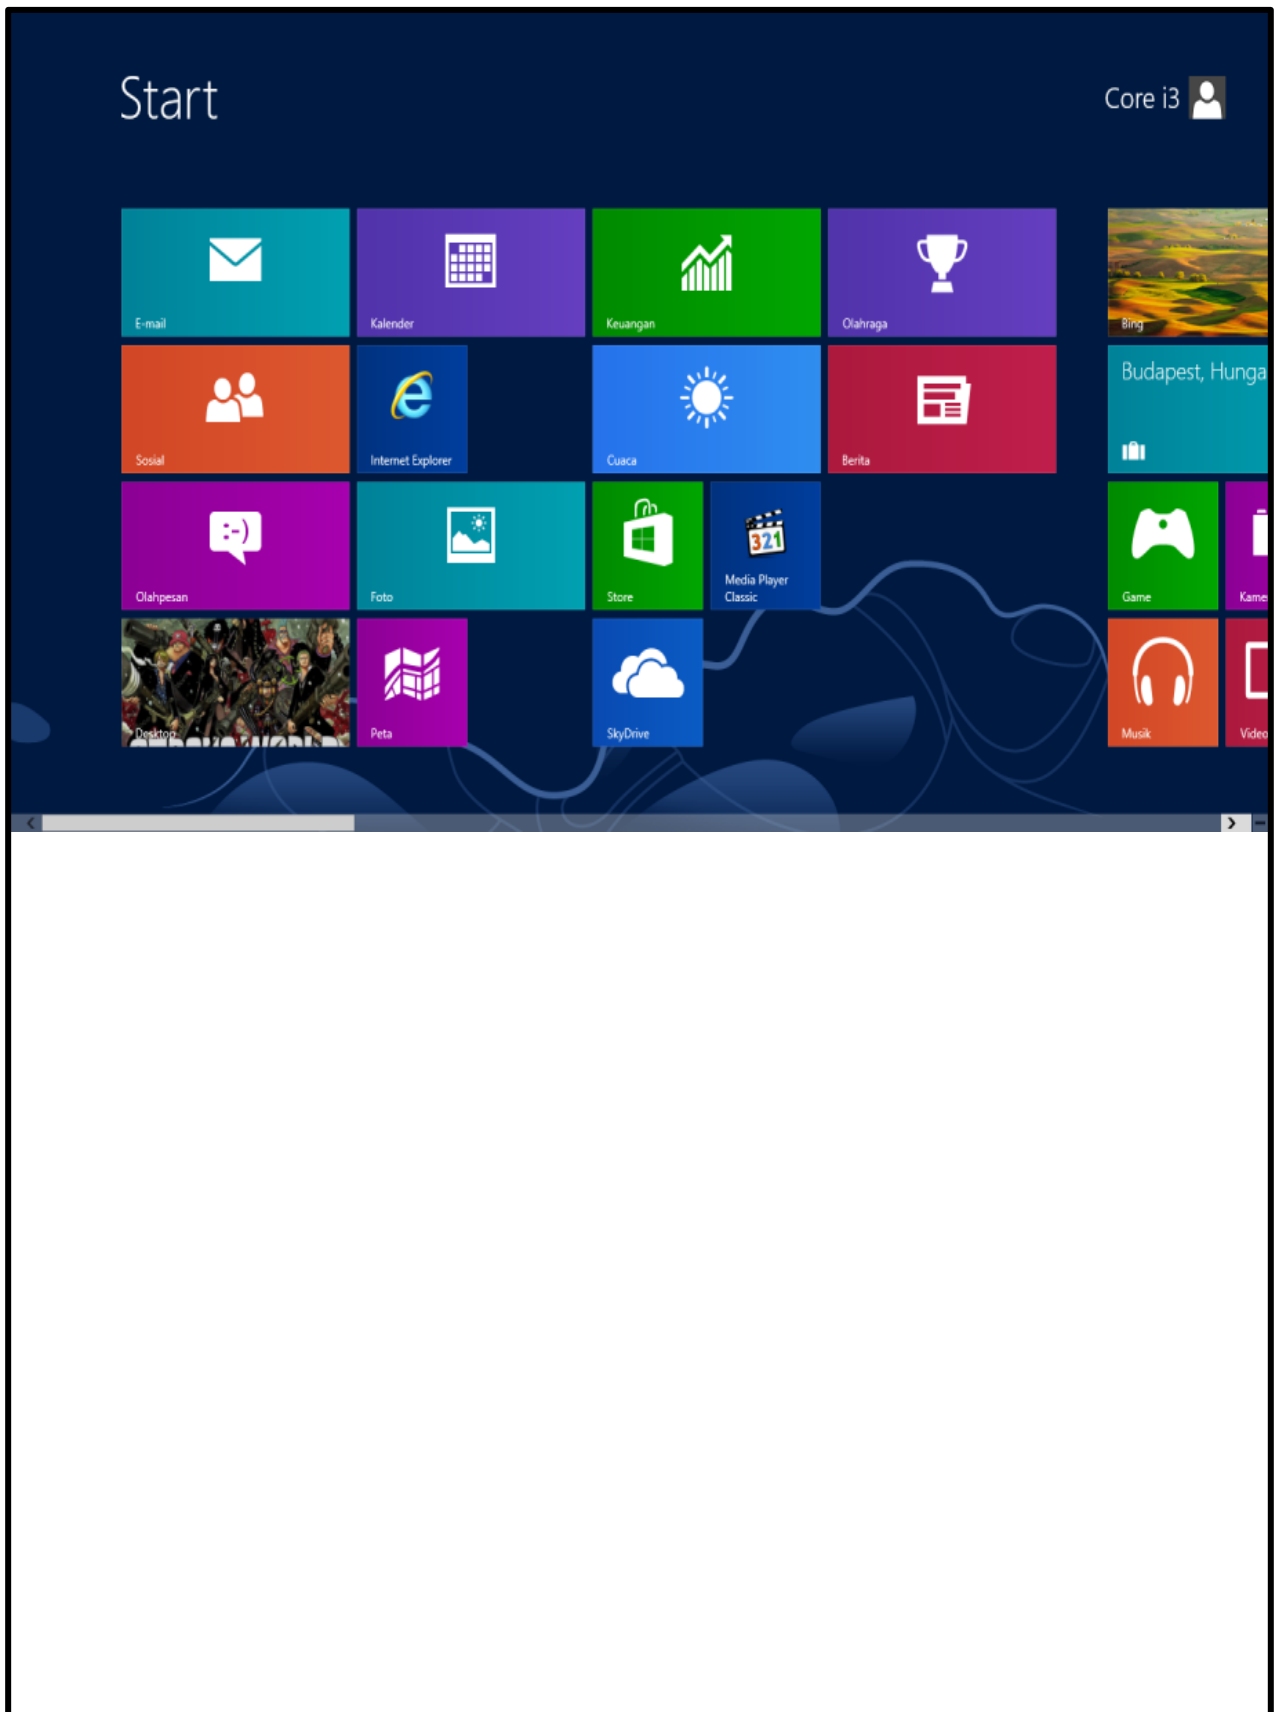 Start
Core i3
E-mail
Kalender
Keuangan
Olahraga
Bing
Sosial
Internet Explorer
Cuaca
Berita
Budapest, Hunga
Olahpesan
Foto
Store
Media Player
Classic
321
Game
Kame
Desktop
Peta
SkyDrive
Musik
Video